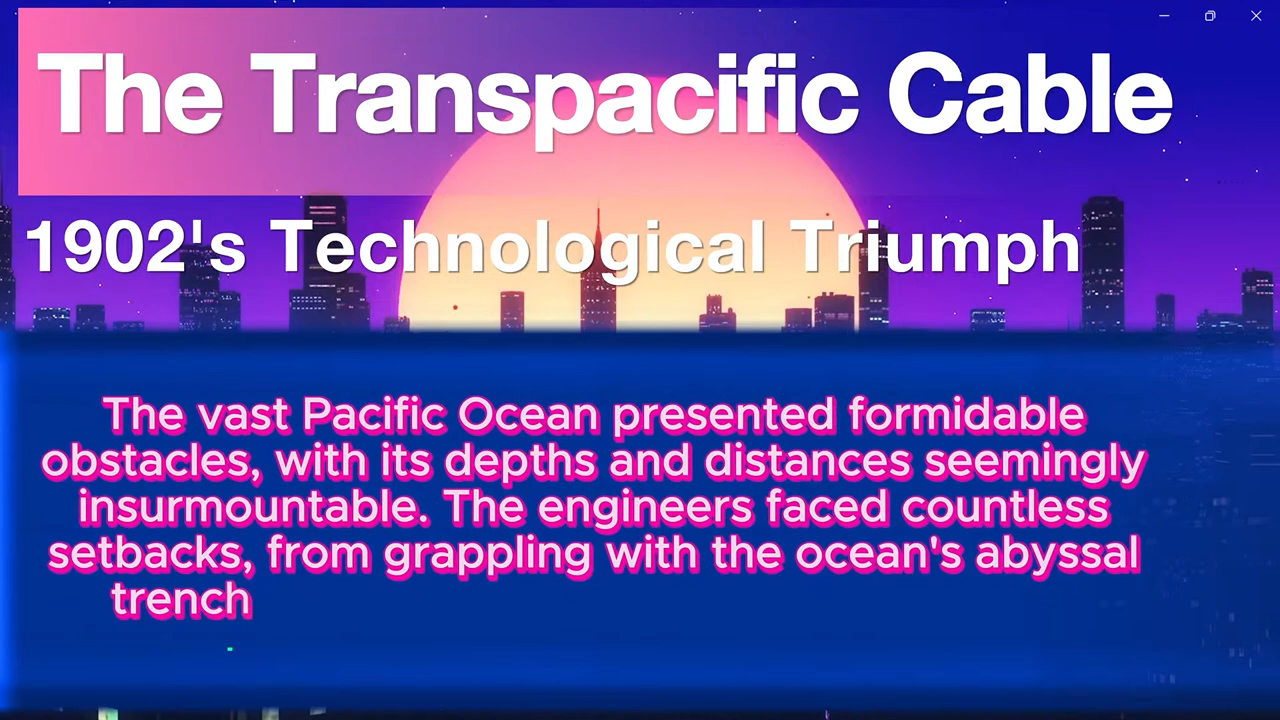 The Transpacific Cable
1902's Technological Triumph
The vast Pacific Ocean presented formidable
obstacles, with its depths and distances seemingly
insurmountable. The engineers faced countless
setbacks, from grappling with the ocean's abyssal
trench